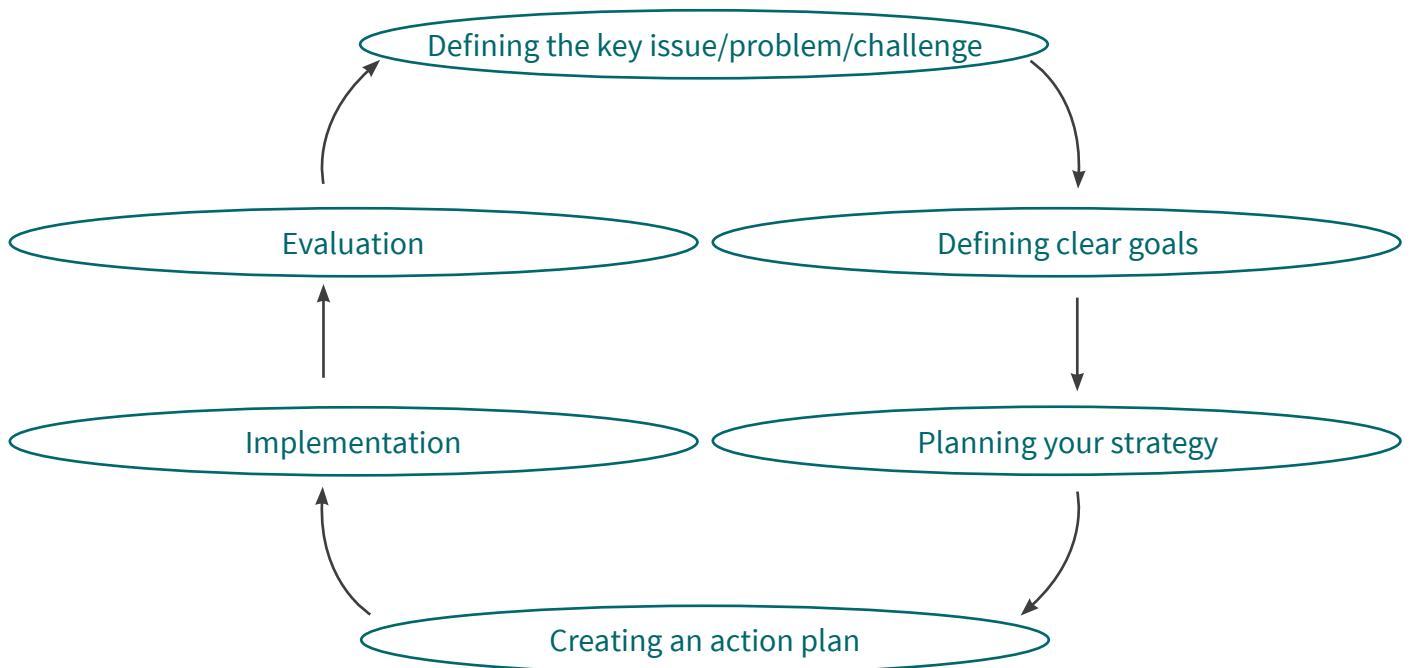 Defining the key issue/problem/challenge
Evaluation
Defining clear goals
Implementation
Planning your strategy
Creating an action plan